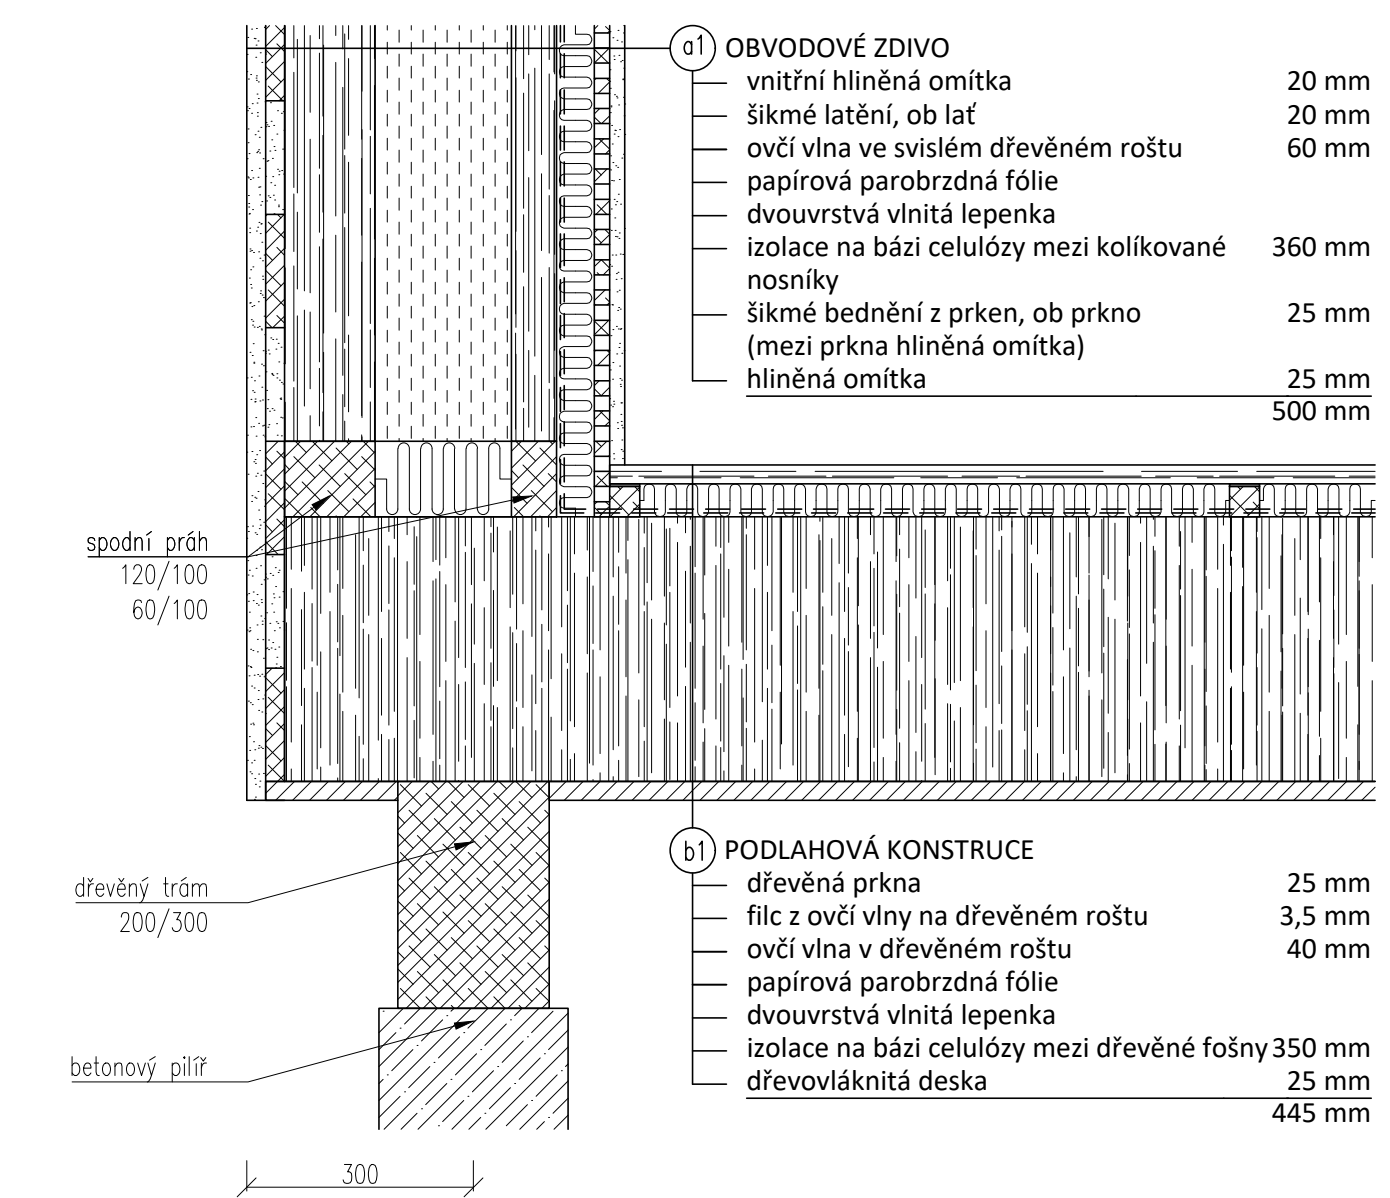 a1 OBVODOVÉ ZDIVO
vnitřní hliněná omítka 20 mm
šikmé latění, ob lať 20 mm
ovčí vlna ve svislém dřevěném roštu 60 mm
papírová parobrzdná fólie
dvouvrstvá vlnitá lepenka
izolace na bázi celulózy mezi kolíkované 360 mm
nosníky
šikmé bednění z prken, ob prkno 25 mm
(mezi prkna hliněná omítka)
hliněná omítka 25 mm
500 mm
spodní práh
120/100
60/100
b1 PODLAHOVÁ KONSTRUCE
dřevěná prkna 25 mm
filc z ovčí vlny na dřevěném roštu 3,5 mm
ovčí vlna v dřevěném roštu 40 mm
papírová parobrzdná fólie
dvouvrstvá vlnitá lepenka
izolace na bázi celulózy mezi dřevěné fošny 350 mm
dřevovláknitá deska 25 mm
445 mm
dřevěný trám
200/300
betonový pilíř
300